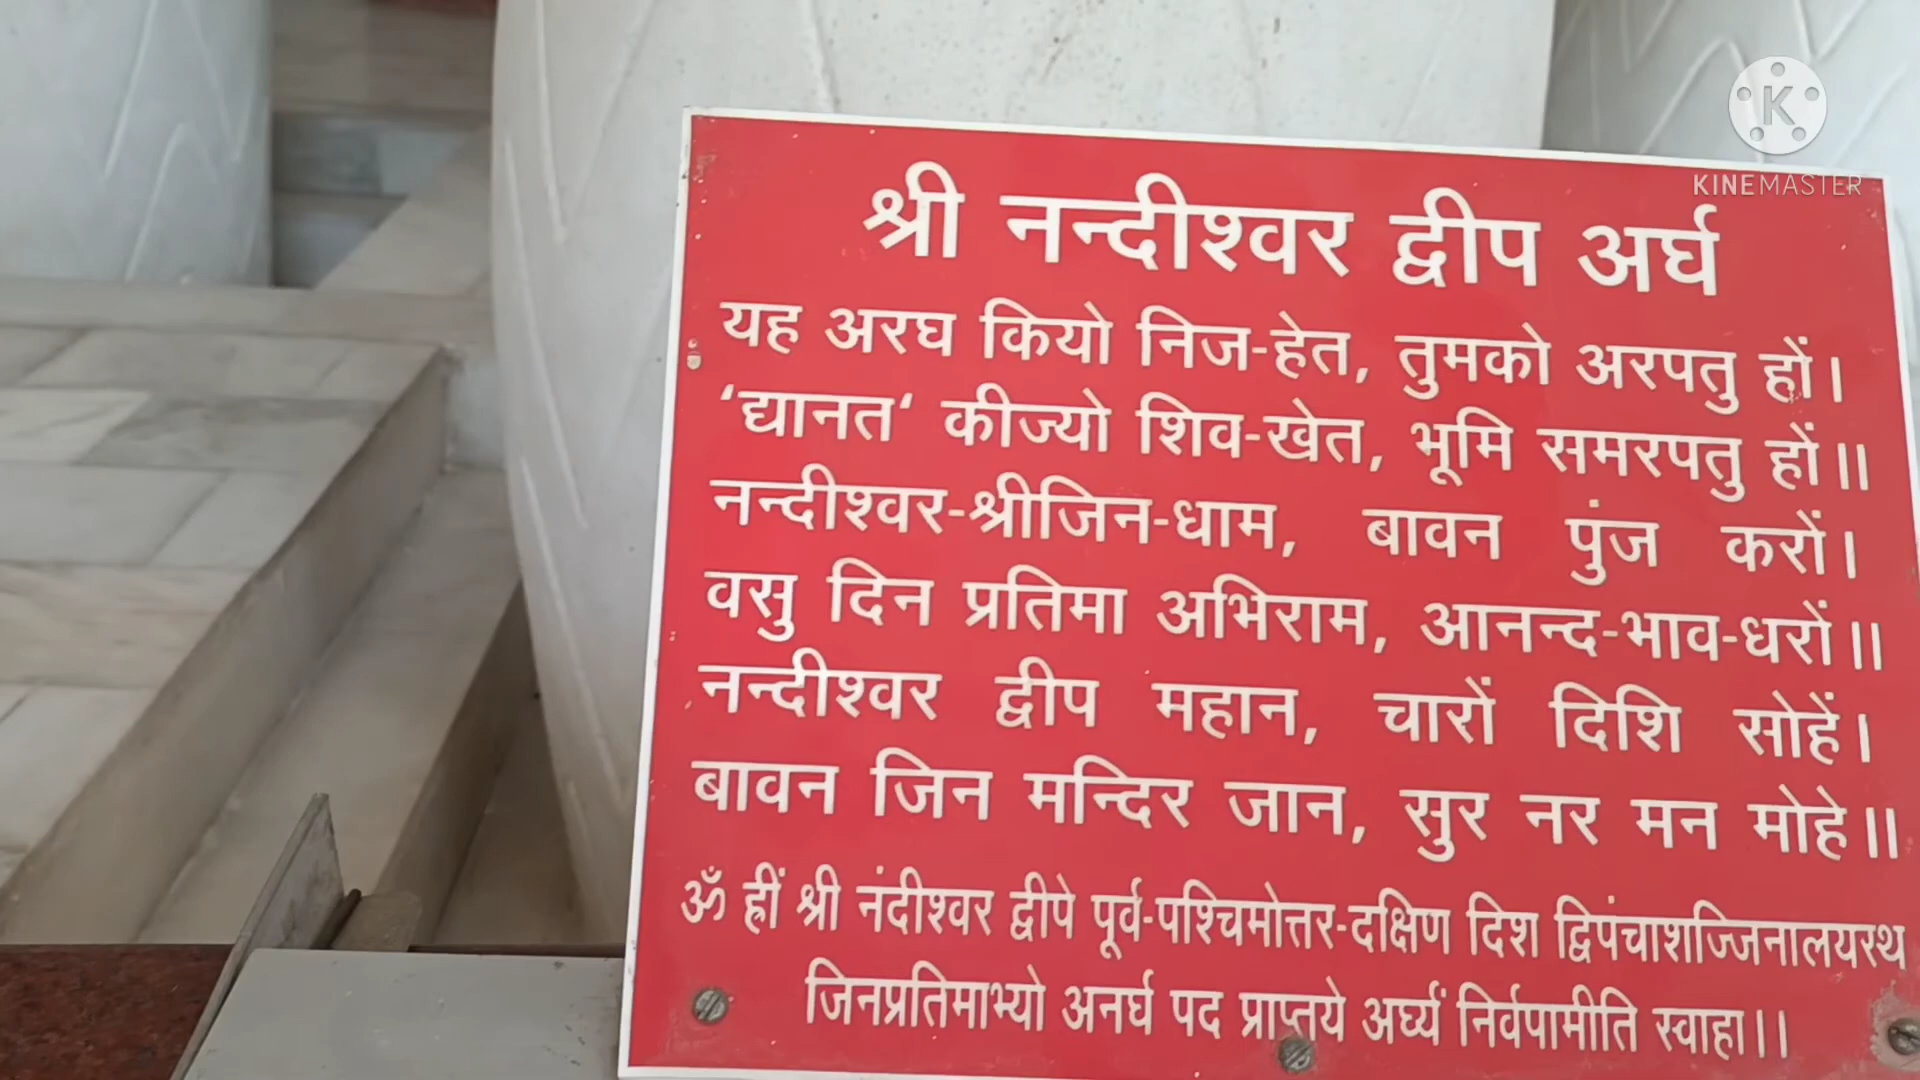 KINEMASTER
श्री नन्दीश्वर द्वीप अर्घ
यह अरघ कियो निज-हेत, तुमको अरपतु हों।
‘द्यानत‘ कीज्यो शिव-खेत, भूमि समरपतु हों॥
नन्दीश्वर-श्रीजिन-धाम, बावन पुंज करों।
वसु दिन प्रतिमा अभिराम, आनन्द-भाव-धरों॥
नन्दीश्वर द्वीप महान, चारों दिशि सोहें।
बावन जिन मन्दिर जान, सुर नर मन मोहे॥
ॐ ह्रीं श्री नंदीश्वर द्वीपे पूर्व-पश्चिमोत्तर-दक्षिण दिश द्विपंचाशज्जिनालयस्थ
जिनप्रतिमाभ्यो अनर्घ पद प्राप्तये अर्घ्यं निर्वपामीति स्वाहा।।